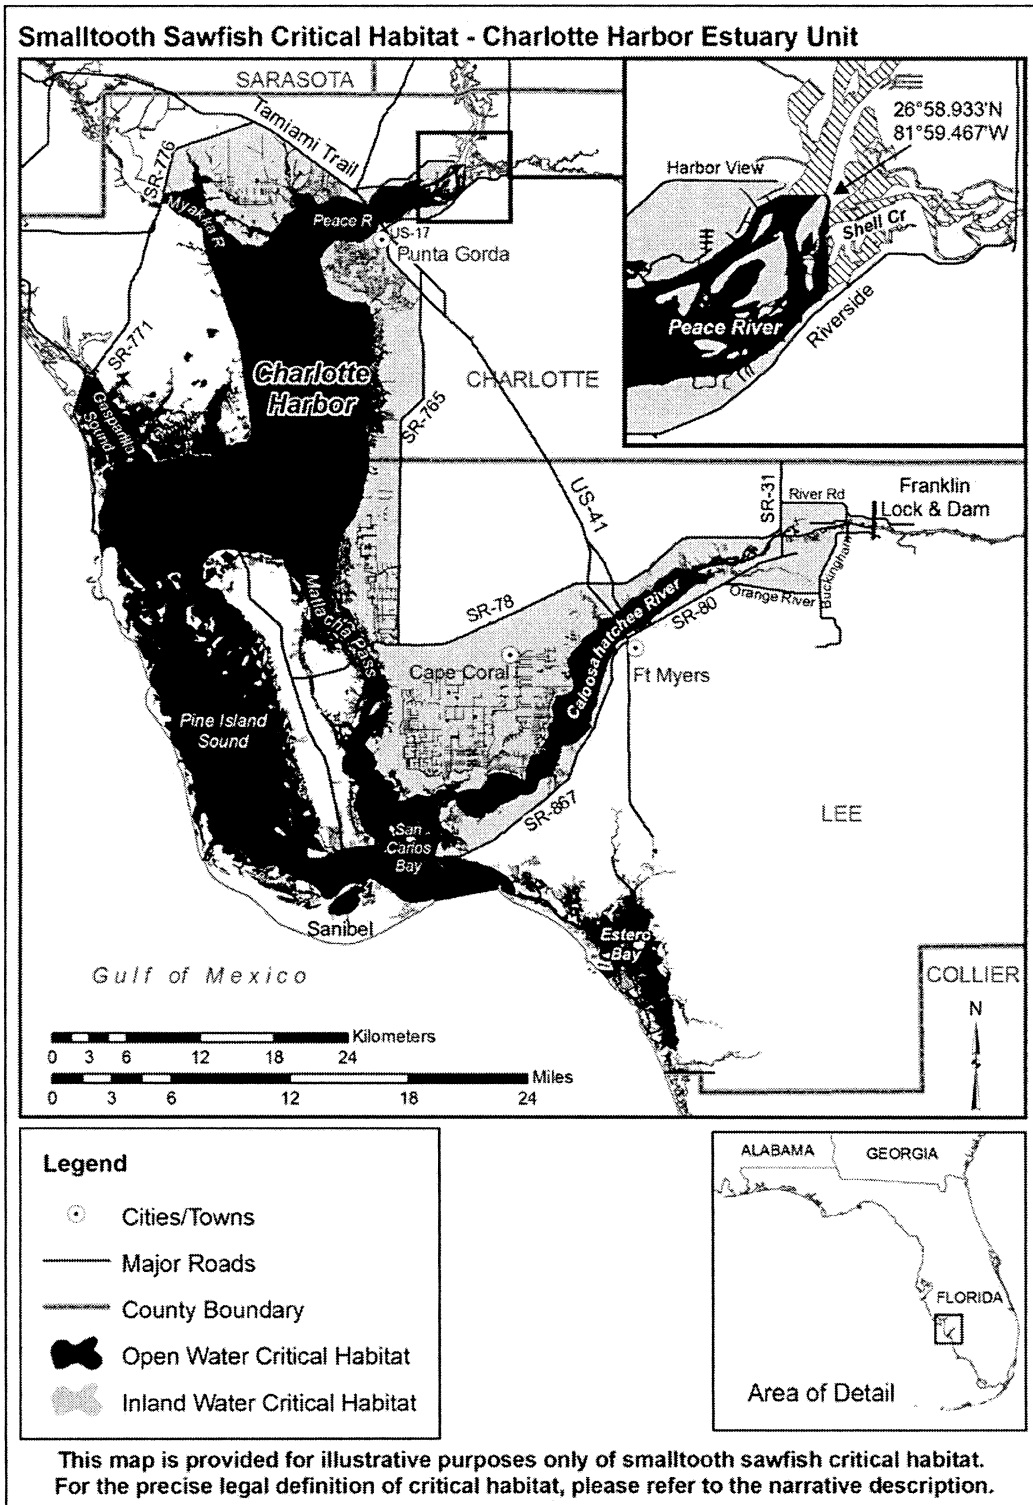 Smalltooth Sawfish Critical Habitat - Charlotte Harbor Estuary Unit
SARASOTA
Tamiami Trail
SR-776
Myakka R
Peace R
US-17
Punta Gorda
26°58.933'N
81°59.467'W
Harbor View
Shell Cr
Peace River
Riverside
SR-771
Charlotte
Harbor
CHARLOTTE
SR-765
Gasparilla
Sound
US-41
SR-31
River Rd
Franklin
Lock & Dam
Buckingham
Orange River
Matlacha Pass
SR-78
Caloosahatchee River
SR-80
Cape Coral
Ft Myers
Pine Island
Sound
SR-867
LEE
San
Carlos
Bay
Sanibel
Estero
Bay
Gulf of Mexico
COLLIER
N
Kilometers
0 3 6 12 18 24
Miles
0 3 6 12 18 24
Legend
Cities/Towns
Major Roads
County Boundary
Open Water Critical Habitat
Inland Water Critical Habitat
ALABAMA
GEORGIA
FLORIDA
Area of Detail
This map is provided for illustrative purposes only of smalltooth sawfish critical habitat.
For the precise legal definition of critical habitat, please refer to the narrative description.